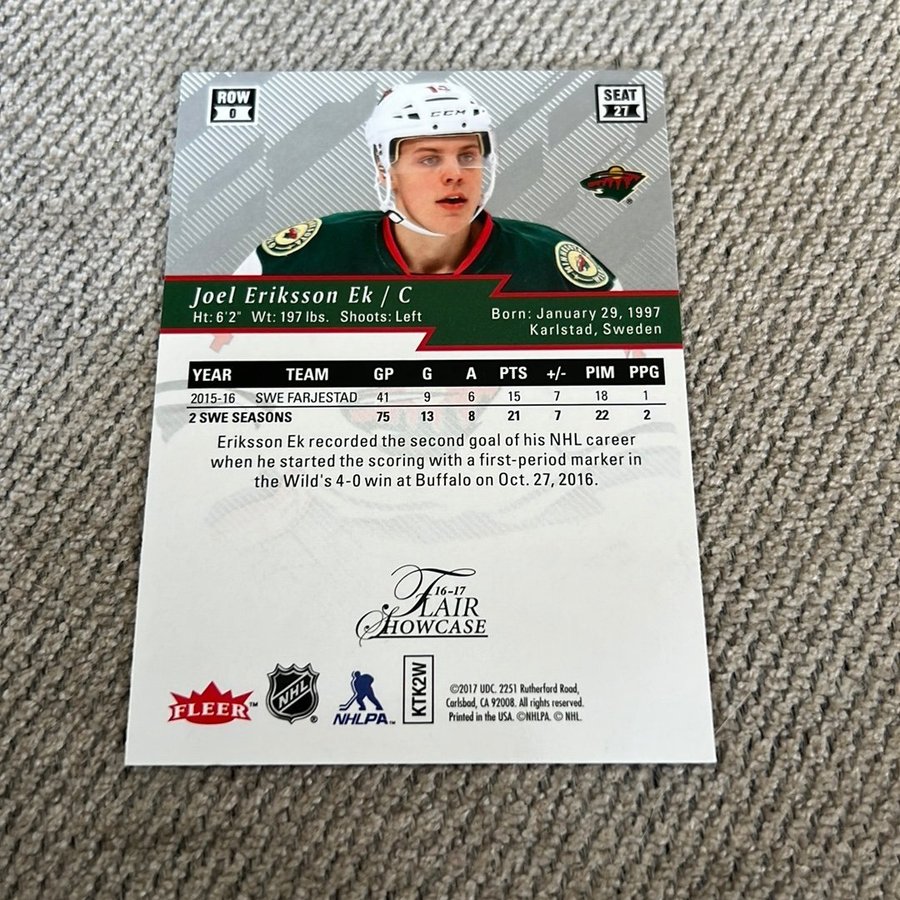 ROW
0
SEAT
27
CCM
Joel Eriksson Ek / C
Ht: 6'2" Wt: 197 lbs. Shoots: Left
Born: January 29, 1997
Karlstad, Sweden
YEAR TEAM GP G A PTS +/- PIM PPG
2015-16 SWE FARJESTAD 41 9 6 15 7 18 1
2 SWE SEASONS 75 13 8 21 7 22 2
Eriksson Ek recorded the second goal of his NHL career
when he started the scoring with a first-period marker in
the Wild's 4-0 win at Buffalo on Oct. 27, 2016.
16-17
FLAIR
SHOWCASE
FLEER™
NHL®
NHLPA™
KTK2W
©2017 UDC. 2251 Rutherford Road,
Carlsbad, CA 92008. All rights reserved.
Printed in the USA. ©NHLPA. © NHL.